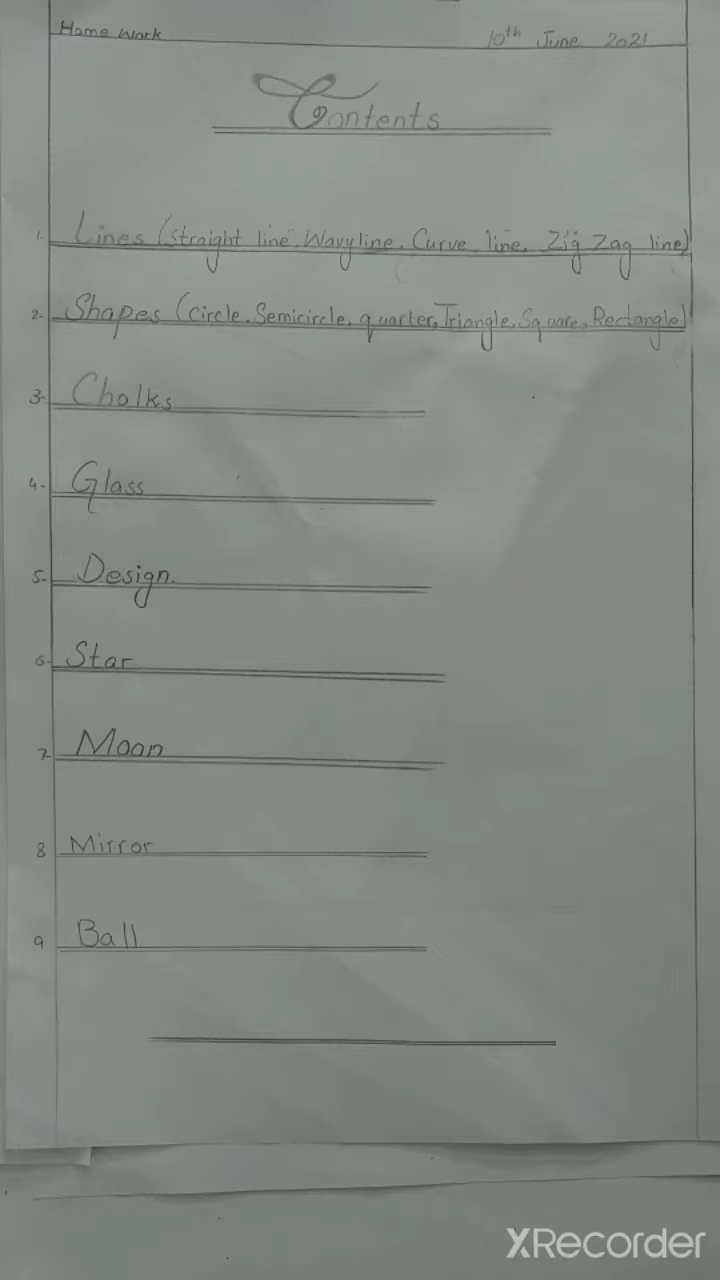 Home Work
10th June 2021
Contents
1- Lines (straight line, Wavy line, Curve line, Zig Zag line)
2- Shapes (circle, Semicircle, quarter, Triangle, Square, Rectangle)
3- Chalks
4- Glass
5- Design
6- Star
7- Moon
8 Mirror
9 Ball
XRecorder